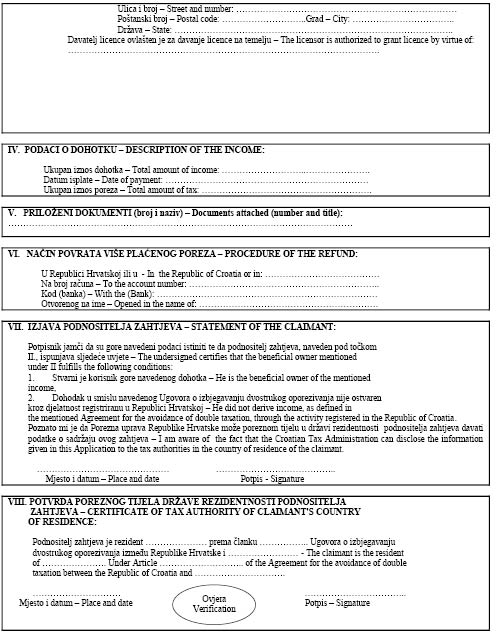 Ulica i broj – Street and number: ……………………………………………………
Poštanski broj – Postal code: …………………………Grad – City: ……………………………..
Država – State: ……………………………………………………………………
Davatelj licence ovlašten je za davanje licence na temelju – The licensor is authorized to grant licence by virtue of:
……………………………………………………………………………………
IV. PODACI O DOHOTKU – DESCRIPTION OF THE INCOME:
Ukupan iznos dohotka – Total amount of income: ……………………………………………
Datum isplate – Date of payment: ……………………………………………………
Ukupan iznos poreza – Total amount of tax: ……………………………………………
V. PRILOŽENI DOKUMENTI (broj i naziv) – Documents attached (number and title):
……………………………………………………………………………………
VI. NAČIN POVRATA VIŠE PLAĆENOG POREZA – PROCEDURE OF THE REFUND:
U Republici Hrvatskoj ili u - In the Republic of Croatia or in: …………………………………
Na broj računa – To the account number: ………………………………………………
Kod (banka) – With the (Bank): ………………………………………………………
Otvorenog na ime – Opened in the name of: ……………………………………………
VII. IZJAVA PODNOSITELJA ZAHTJEVA – STATEMENT OF THE CLAIMANT:
Potpisnik jamči da su gore navedeni podaci istiniti te da podnositelj zahtjeva, naveden pod točkom
II., ispunjava sljedeće uvjete – The undersigned certifies that the beneficial owner mentioned
under II fulfills the following conditions:
1. Stvarni je korisnik gore navedenog dohotka – He is the beneficial owner of the mentioned
income,
2. Dohodak u smislu navedenog Ugovora o izbjegavanju dvostrukog oporezivanja nije ostvaren
kroz djelatnost registriranu u Republici Hrvatskoj – He did not derive income, as defined in
the mentioned Agreement for the avoidance of double taxation, through the activity registered in the Republic of Croatia.
Poznato mi je da Porezna uprava Republike Hrvatske može poreznom tijelu u državi rezidentnosti podnositelja zahtjeva davati
podatke o sadržaju ovog zahtjeva – I am aware of the fact that the Croatian Tax Administration can disclose the information
given in this Application to the tax authorities in the country of residence of the claimant.
……………………………………… …………………………………..
Mjesto i datum – Place and date Potpis - Signature
VIII. POTVRDA POREZNOG TIJELA DRŽAVE REZIDENTNOSTI PODNOSITELJA
ZAHTJEVA – CERTIFICATE OF TAX AUTHORITY OF CLAIMANT'S COUNTRY
OF RESIDENCE:
Podnositelj zahtjeva je rezident ………………… prema članku …………….. Ugovora o izbjegavanju
dvostrukog oporezivanja između Republike Hrvatske i …………………… - The claimant is the resident
of …………………. Under Article ……………………….. of the Agreement for the avoidance of double
taxation between the Republic of Croatia and ………………………….
………………………… ……………………………..
Mjesto i datum – Place and date Ovjera Potpis – Signature
Verification